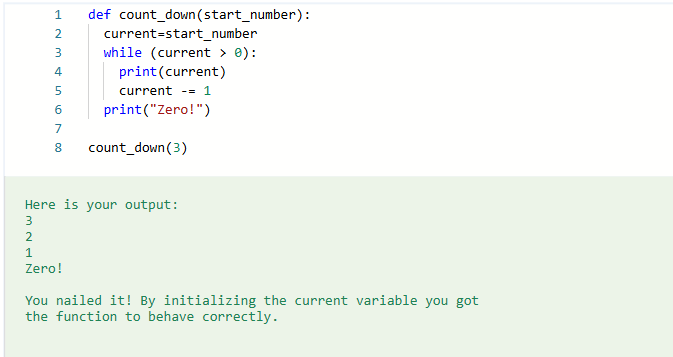 1 def count_down(start_number):
2   current=start_number
3   while (current > 0):
4     print(current)
5     current -= 1
6   print("Zero!")
7
8 count_down(3)
Here is your output:
3
2
1
Zero!
You nailed it! By initializing the current variable you got
the function to behave correctly.